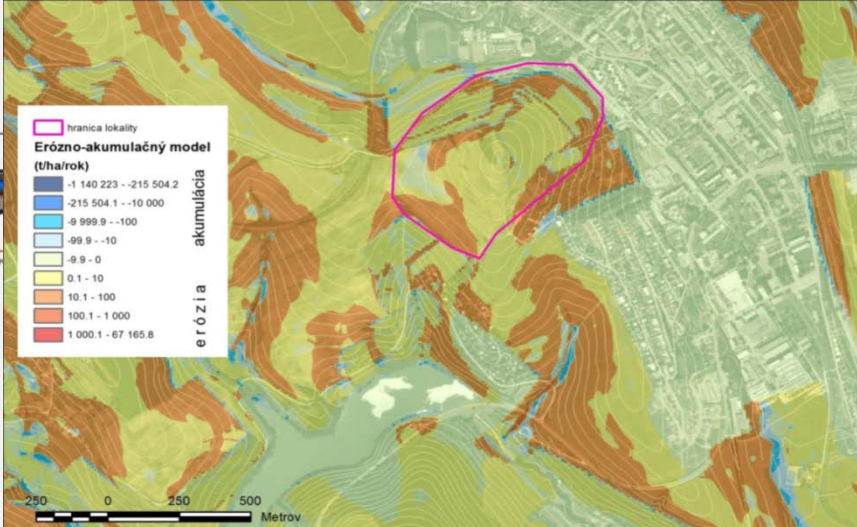 hranica lokality
Erózno-akumulačný model
(t/ha/rok)
-1 140 223 - -215 504.2
-215 504.1 - -10 000
-9 999.9 - -100
-99.9 - -10
-9.9 - 0
0.1 - 10
10.1 - 100
100.1 - 1 000
1 000.1 - 67 165.8
akumulácia
erózia
250 0 250 500
Metrov